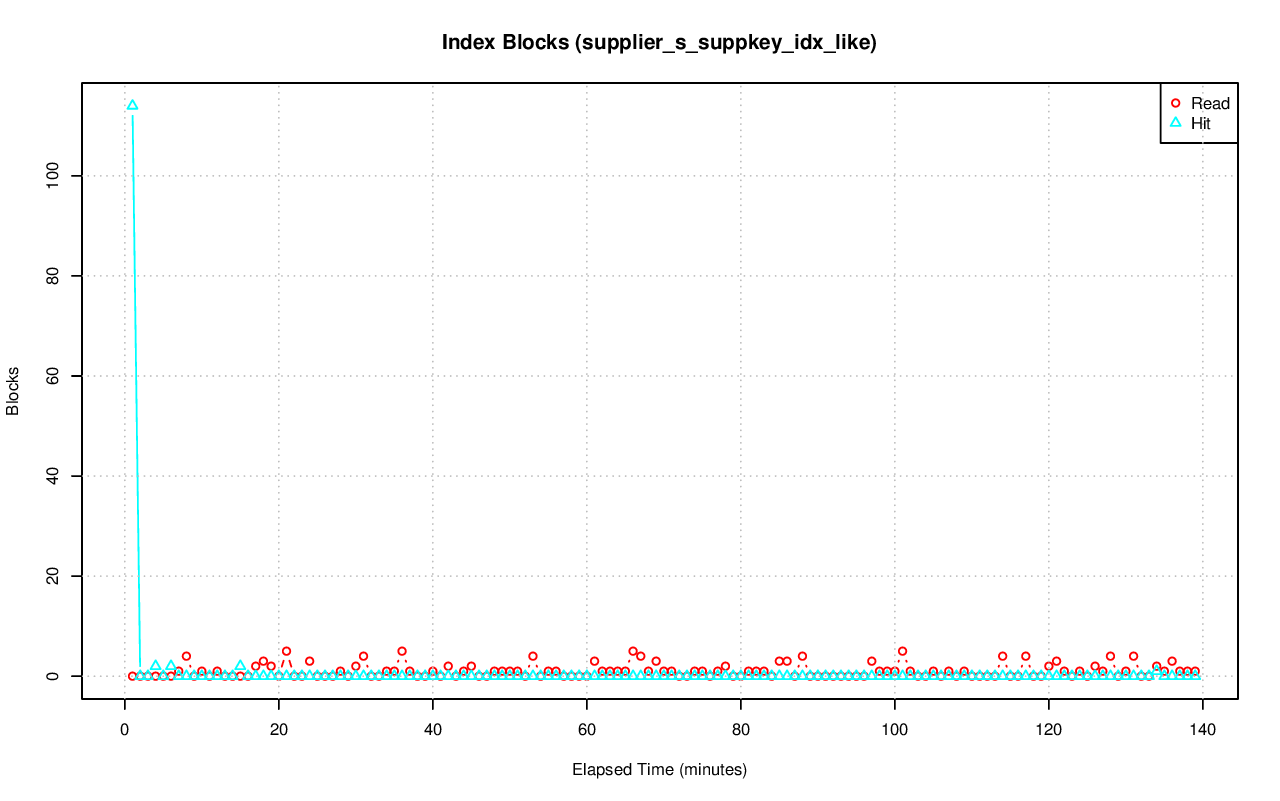 Index Blocks (supplier_s_suppkey_idx_like)
Read
Hit
Blocks
100
80
60
40
20
0
0 20 40 60 80 100 120 140
Elapsed Time (minutes)